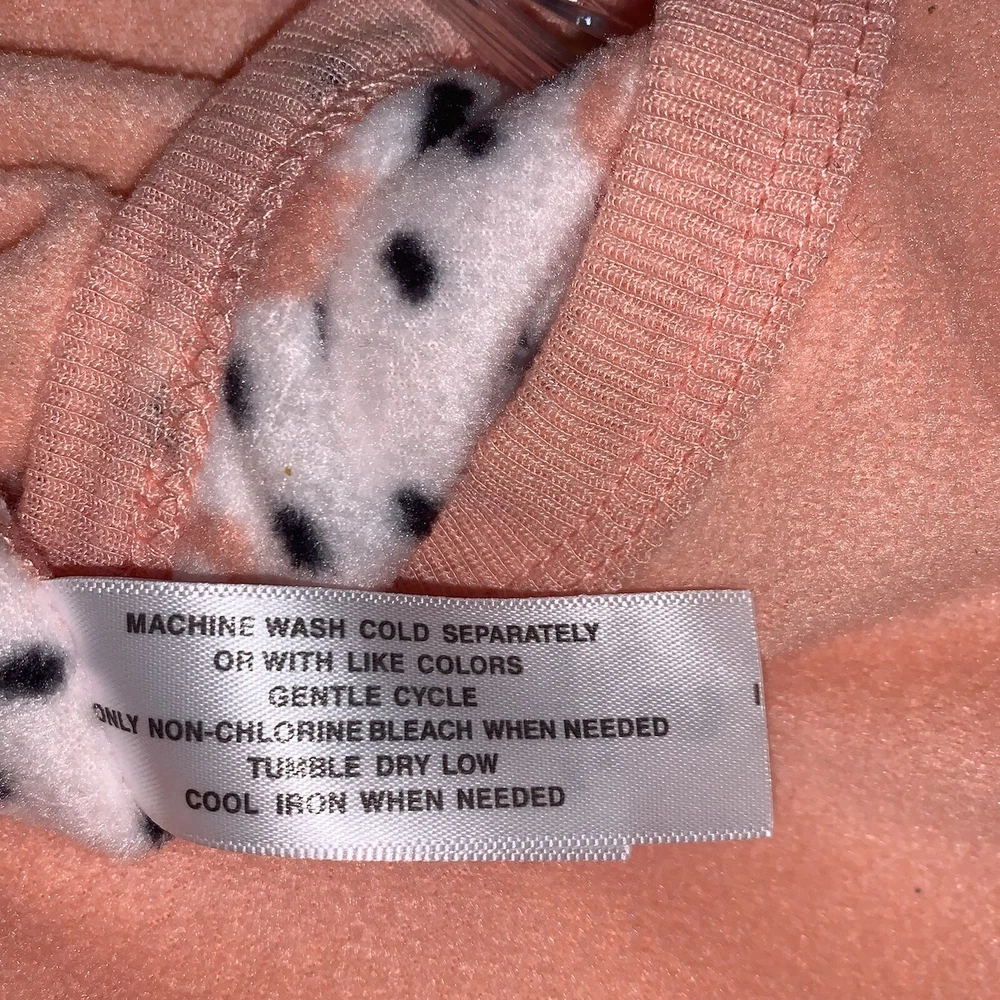 MACHINE WASH COLD SEPARATELY
OR WITH LIKE COLORS
GENTLE CYCLE
ONLY NON-CHLORINE BLEACH WHEN NEEDED
TUMBLE DRY LOW
COOL IRON WHEN NEEDED